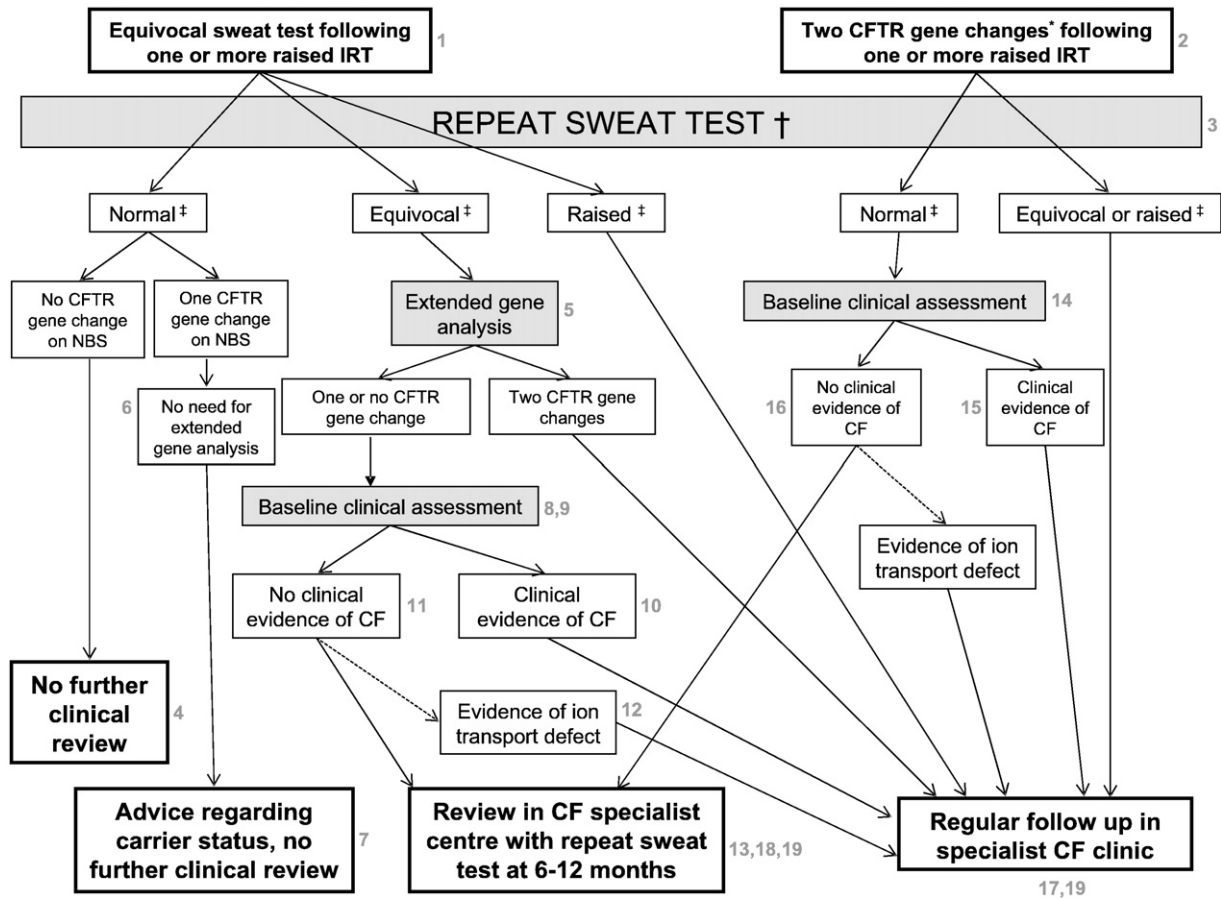 Equivocal sweat test following
one or more raised IRT
1
Two CFTR gene changes* following
one or more raised IRT
2
REPEAT SWEAT TEST †
3
Normal ‡
Equivocal ‡
Raised ‡
Normal ‡
Equivocal or raised ‡
No CFTR
gene change
on NBS
One CFTR
gene change
on NBS
Extended gene
analysis
5
Baseline clinical assessment
14
6
No need for
extended
gene analysis
One or no CFTR
gene change
Two CFTR gene
changes
16
No clinical
evidence of
CF
15
Clinical
evidence of
CF
Baseline clinical assessment
8,9
Evidence of ion
transport defect
No clinical
evidence of CF
11
Clinical
evidence of CF
10
No further
clinical
review
4
Evidence of ion
transport defect
12
Advice regarding
carrier status, no
further clinical review
7
Review in CF specialist
centre with repeat sweat
test at 6-12 months
13,18,19
Regular follow up in
specialist CF clinic
17,19